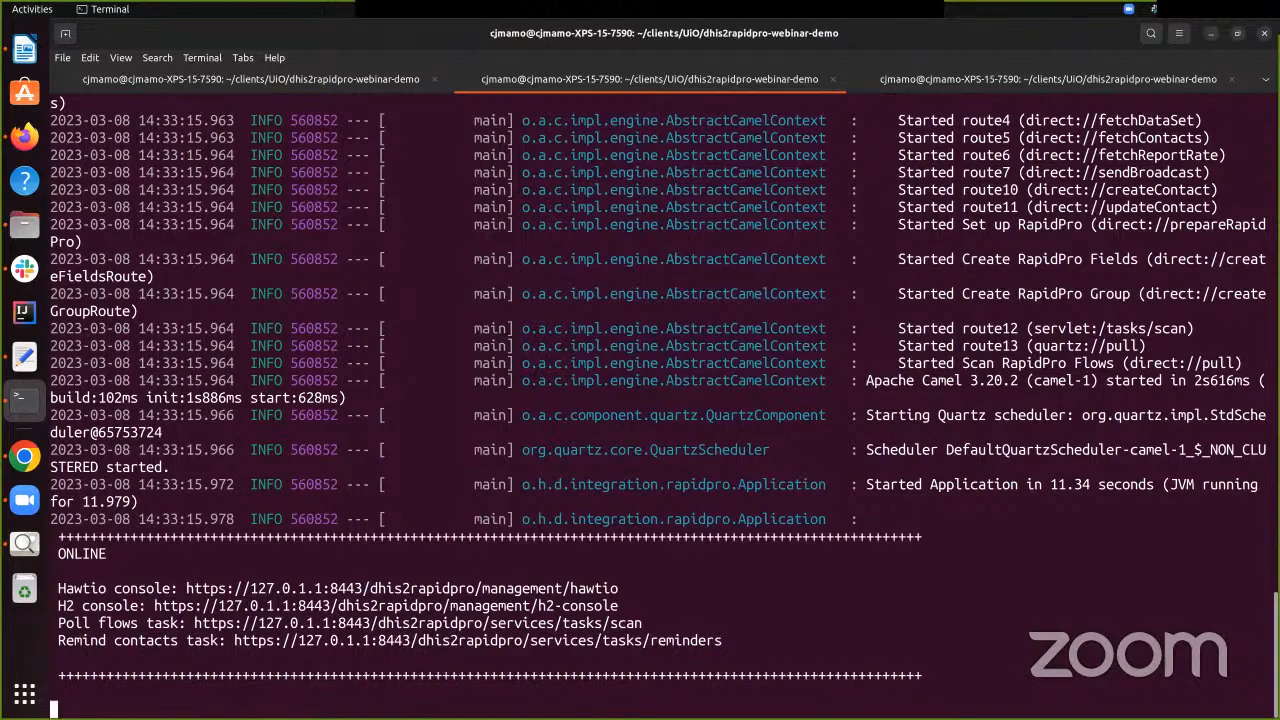 Activities
Terminal
cjmamo@cjmamo-XPS-15-7590: ~/clients/UiO/dhis2rapidpro-webinar-demo
File Edit View Search Terminal Tabs Help
cjmamo@cjmamo-XPS-15-7590: ~/clients/UiO/dhis2rapidpro-webinar-demo × cjmamo@cjmamo-XPS-15-7590: ~/clients/UiO/dhis2rapidpro-webinar-demo × cjmamo@cjmamo-XPS-15-7590: ~/clients/UiO/dhis2rapidpro-webinar-demo ×
s)
2023-03-08 14:33:15.963 INFO 560852 --- [ main] o.a.c.impl.engine.AbstractCamelContext : Started route4 (direct://fetchDataSet)
2023-03-08 14:33:15.964 INFO 560852 --- [ main] o.a.c.impl.engine.AbstractCamelContext : Started route5 (direct://fetchContacts)
2023-03-08 14:33:15.964 INFO 560852 --- [ main] o.a.c.impl.engine.AbstractCamelContext : Started route6 (direct://fetchReportRate)
2023-03-08 14:33:15.964 INFO 560852 --- [ main] o.a.c.impl.engine.AbstractCamelContext : Started route7 (direct://sendBroadcast)
2023-03-08 14:33:15.964 INFO 560852 --- [ main] o.a.c.impl.engine.AbstractCamelContext : Started route10 (direct://createContact)
2023-03-08 14:33:15.964 INFO 560852 --- [ main] o.a.c.impl.engine.AbstractCamelContext : Started route11 (direct://updateContact)
2023-03-08 14:33:15.964 INFO 560852 --- [ main] o.a.c.impl.engine.AbstractCamelContext : Started Set up RapidPro (direct://prepareRapid
Pro)
2023-03-08 14:33:15.964 INFO 560852 --- [ main] o.a.c.impl.engine.AbstractCamelContext : Started Create RapidPro Fields (direct://creat
eFieldsRoute)
2023-03-08 14:33:15.964 INFO 560852 --- [ main] o.a.c.impl.engine.AbstractCamelContext : Started Create RapidPro Group (direct://create
GroupRoute)
2023-03-08 14:33:15.964 INFO 560852 --- [ main] o.a.c.impl.engine.AbstractCamelContext : Started route12 (servlet:/tasks/scan)
2023-03-08 14:33:15.964 INFO 560852 --- [ main] o.a.c.impl.engine.AbstractCamelContext : Started route13 (quartz://pull)
2023-03-08 14:33:15.964 INFO 560852 --- [ main] o.a.c.impl.engine.AbstractCamelContext : Started Scan RapidPro Flows (direct://pull)
2023-03-08 14:33:15.964 INFO 560852 --- [ main] o.a.c.impl.engine.AbstractCamelContext : Apache Camel 3.20.2 (camel-1) started in 2s616ms (
build:102ms init:1s886ms start:628ms)
2023-03-08 14:33:15.966 INFO 560852 --- [ main] o.a.c.component.quartz.QuartzComponent : Starting Quartz scheduler: org.quartz.impl.StdSche
duler@65753724
2023-03-08 14:33:15.966 INFO 560852 --- [ main] org.quartz.core.QuartzScheduler : Scheduler DefaultQuartzScheduler-camel-1_$_NON_CLU
STERED started.
2023-03-08 14:33:15.972 INFO 560852 --- [ main] o.h.d.integration.rapidpro.Application : Started Application in 11.34 seconds (JVM running
for 11.979)
2023-03-08 14:33:15.978 INFO 560852 --- [ main] o.h.d.integration.rapidpro.Application :
++++++++++++++++++++++++++++++++++++++++++++++++++++++++++++++++++++++++++++++++++++++++++++++++++++++++++++
ONLINE
Hawtio console: https://127.0.1.1:8443/dhis2rapidpro/management/hawtio
H2 console: https://127.0.1.1:8443/dhis2rapidpro/management/h2-console
Poll flows task: https://127.0.1.1:8443/dhis2rapidpro/services/tasks/scan
Remind contacts task: https://127.0.1.1:8443/dhis2rapidpro/services/tasks/reminders
++++++++++++++++++++++++++++++++++++++++++++++++++++++++++++++++++++++++++++++++++++++++++++++++++++++++++++
zoom